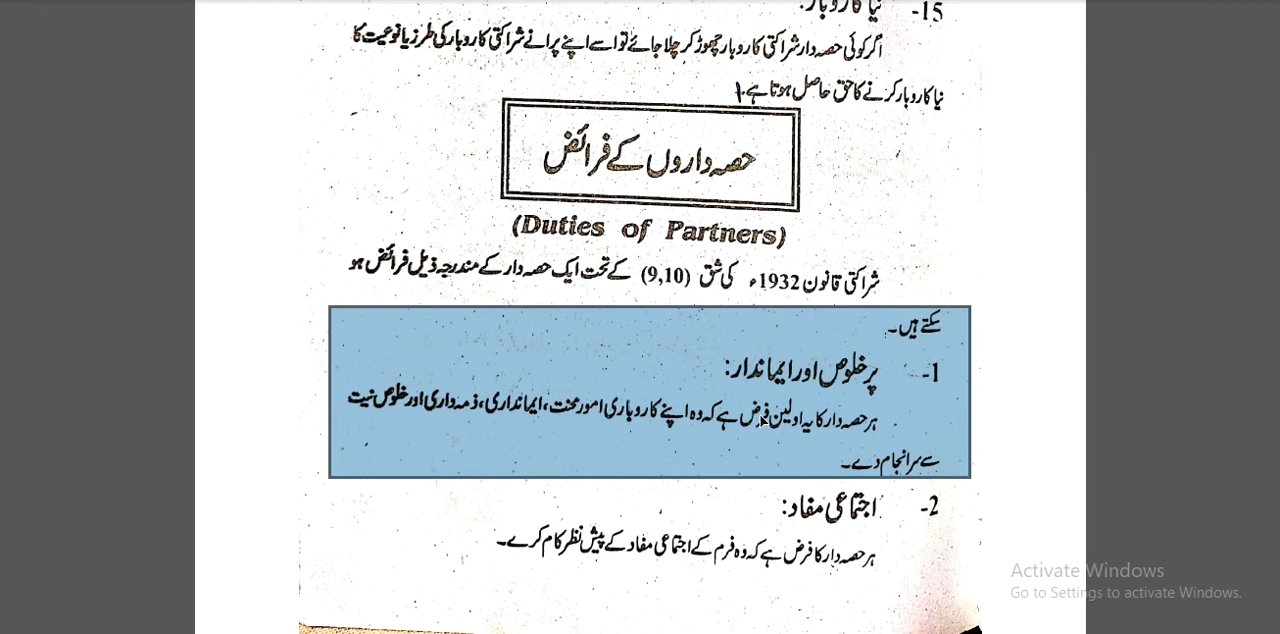 15- نیا کاروبار:
اگر کوئی حصہ دار شراکتی کاروبار چھوڑ کر چلا جائے تو اسے اپنے پرانے شراکتی کاروبار کی طرز یا نوعیت کا
نیا کاروبار کرنے کا حق حاصل ہوتا ہے۔
حصہ داروں کے فرائض
(Duties of Partners)
شراکتی قانون 1932ء کی شق (9,10) کے تحت ایک حصہ دار کے مندرجہ ذیل فرائض ہو
سکتے ہیں۔
1- پر خلوص اور ایماندار:
ہر حصہ دار کا یہ اولین فرض ہے کہ وہ اپنے کاروباری امور محنت، ایمانداری، ذمہ داری اور خلوص نیت
سے سرانجام دے۔
2- اجتماعی مفاد:
ہر حصہ دار کا فرض ہے کہ وہ فرم کے اجتماعی مفاد کے پیش نظر کام کرے۔
Activate Windows
Go to Settings to activate Windows.